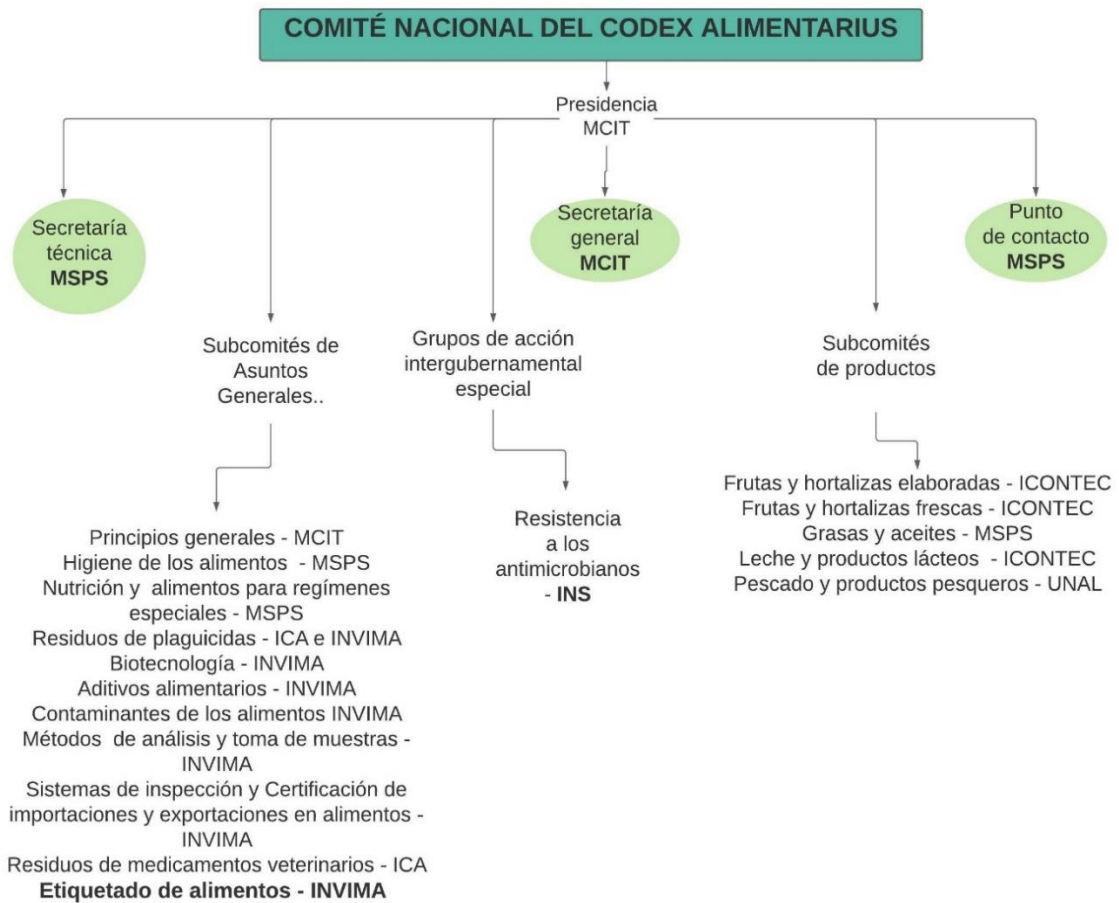 COMITÉ NACIONAL DEL CODEX ALIMENTARIUS
Presidencia
MCIT
Secretaría
técnica
MSPS
Secretaría
general
MCIT
Punto
de contacto
MSPS
Subcomités de
Asuntos
Generales..
Grupos de acción
intergubernamental
especial
Subcomités
de productos
Principios generales - MCIT
Higiene de los alimentos - MSPS
Nutrición y alimentos para regímenes
especiales - MSPS
Residuos de plaguicidas - ICA e INVIMA
Biotecnología - INVIMA
Aditivos alimentarios - INVIMA
Contaminantes de los alimentos INVIMA
Métodos de análisis y toma de muestras -
INVIMA
Sistemas de inspección y Certificación de
importaciones y exportaciones en alimentos -
INVIMA
Residuos de medicamentos veterinarios - ICA
Etiquetado de alimentos - INVIMA
Resistencia
a los
antimicrobianos
- INS
Frutas y hortalizas elaboradas - ICONTEC
Frutas y hortalizas frescas - ICONTEC
Grasas y aceites - MSPS
Leche y productos lácteos - ICONTEC
Pescado y productos pesqueros - UNAL